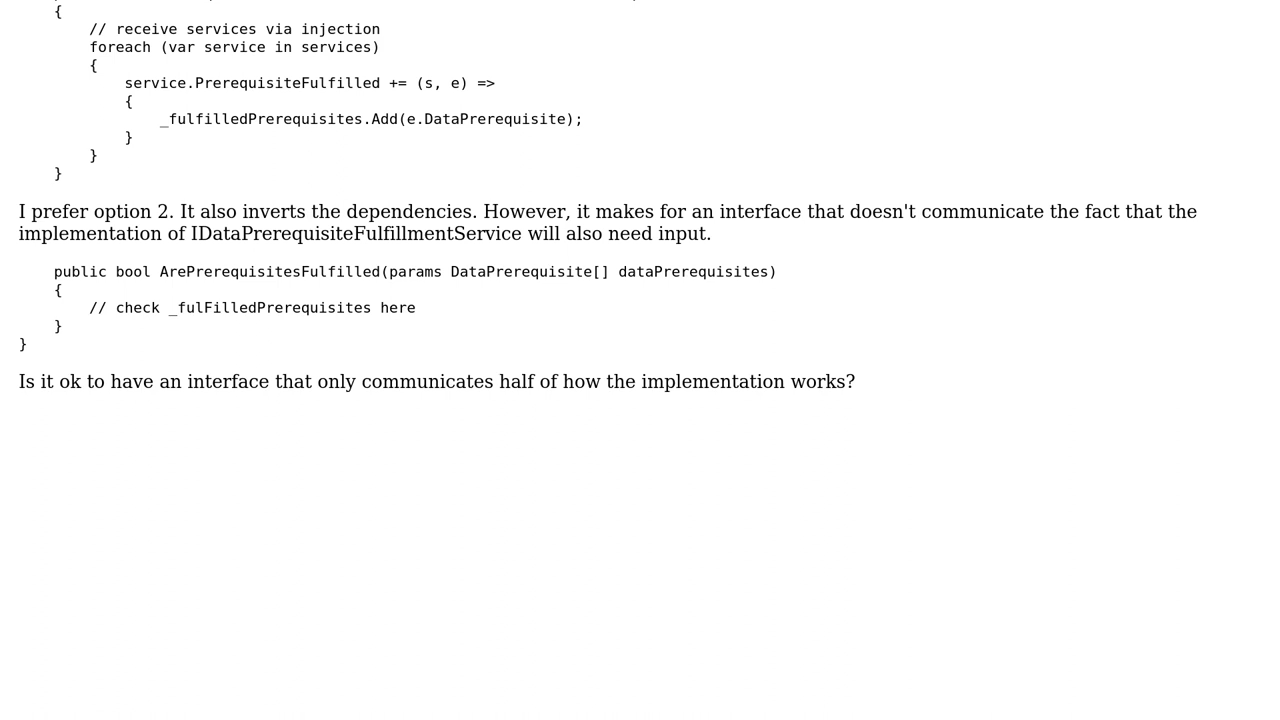 {
// receive services via injection
foreach (var service in services)
{
service.PrerequisiteFulfilled += (s, e) =>
{
_fulfilledPrerequisites.Add(e.DataPrerequisite);
}
}
}
I prefer option 2. It also inverts the dependencies. However, it makes for an interface that doesn't communicate the fact that the
implementation of IDataPrerequisiteFulfillmentService will also need input.
public bool ArePrerequisitesFulfilled(params DataPrerequisite[] dataPrerequisites)
{
// check _fulFilledPrerequisites here
}
}
Is it ok to have an interface that only communicates half of how the implementation works?